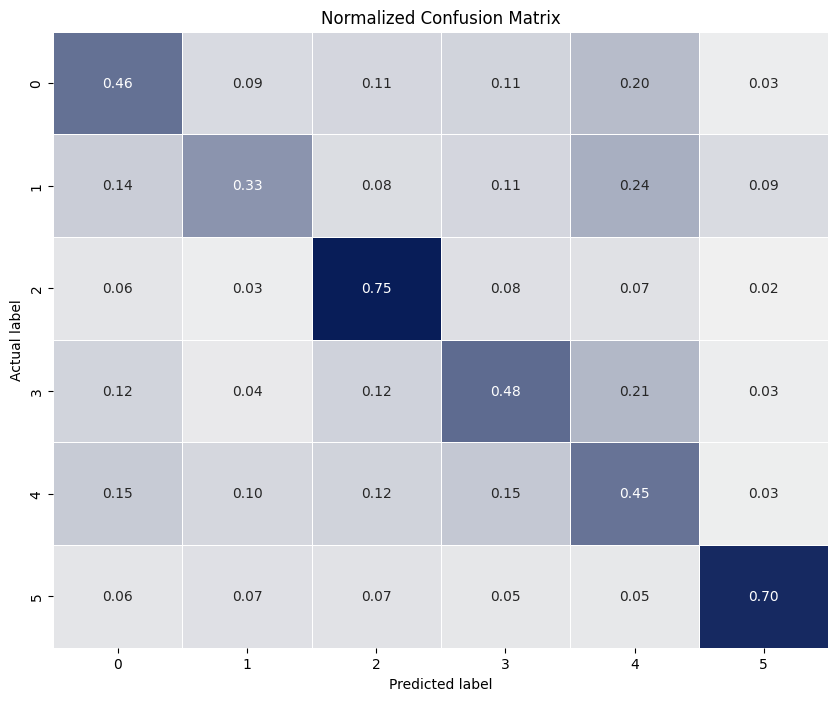 Normalized Confusion Matrix
Actual label
0 0.46 0.09 0.11 0.11 0.20 0.03
1 0.14 0.33 0.08 0.11 0.24 0.09
2 0.06 0.03 0.75 0.08 0.07 0.02
3 0.12 0.04 0.12 0.48 0.21 0.03
4 0.15 0.10 0.12 0.15 0.45 0.03
5 0.06 0.07 0.07 0.05 0.05 0.70
0 1 2 3 4 5
Predicted label